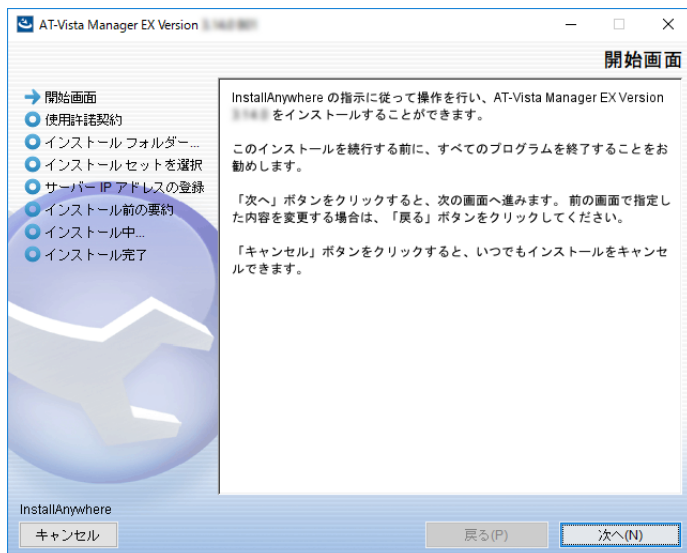 AT-Vista Manager EX Version
開始画面
開始画面
使用許諾契約
インストール フォルダー...
インストール セットを選択
サーバー IP アドレスの登録
インストール前の要約
インストール中...
インストール完了
InstallAnywhere の指示に従って操作を行い、AT-Vista Manager EX Version
をインストールすることができます。
このインストールを続行する前に、すべてのプログラムを終了することをお
勧めします。
「次へ」ボタンをクリックすると、次の画面へ進みます。 前の画面で指定し
た内容を変更する場合は、「戻る」ボタンをクリックしてください。
「キャンセル」ボタンをクリックすると、いつでもインストールをキャンセ
ルできます。
InstallAnywhere
キャンセル
戻る(P)
次へ(N)